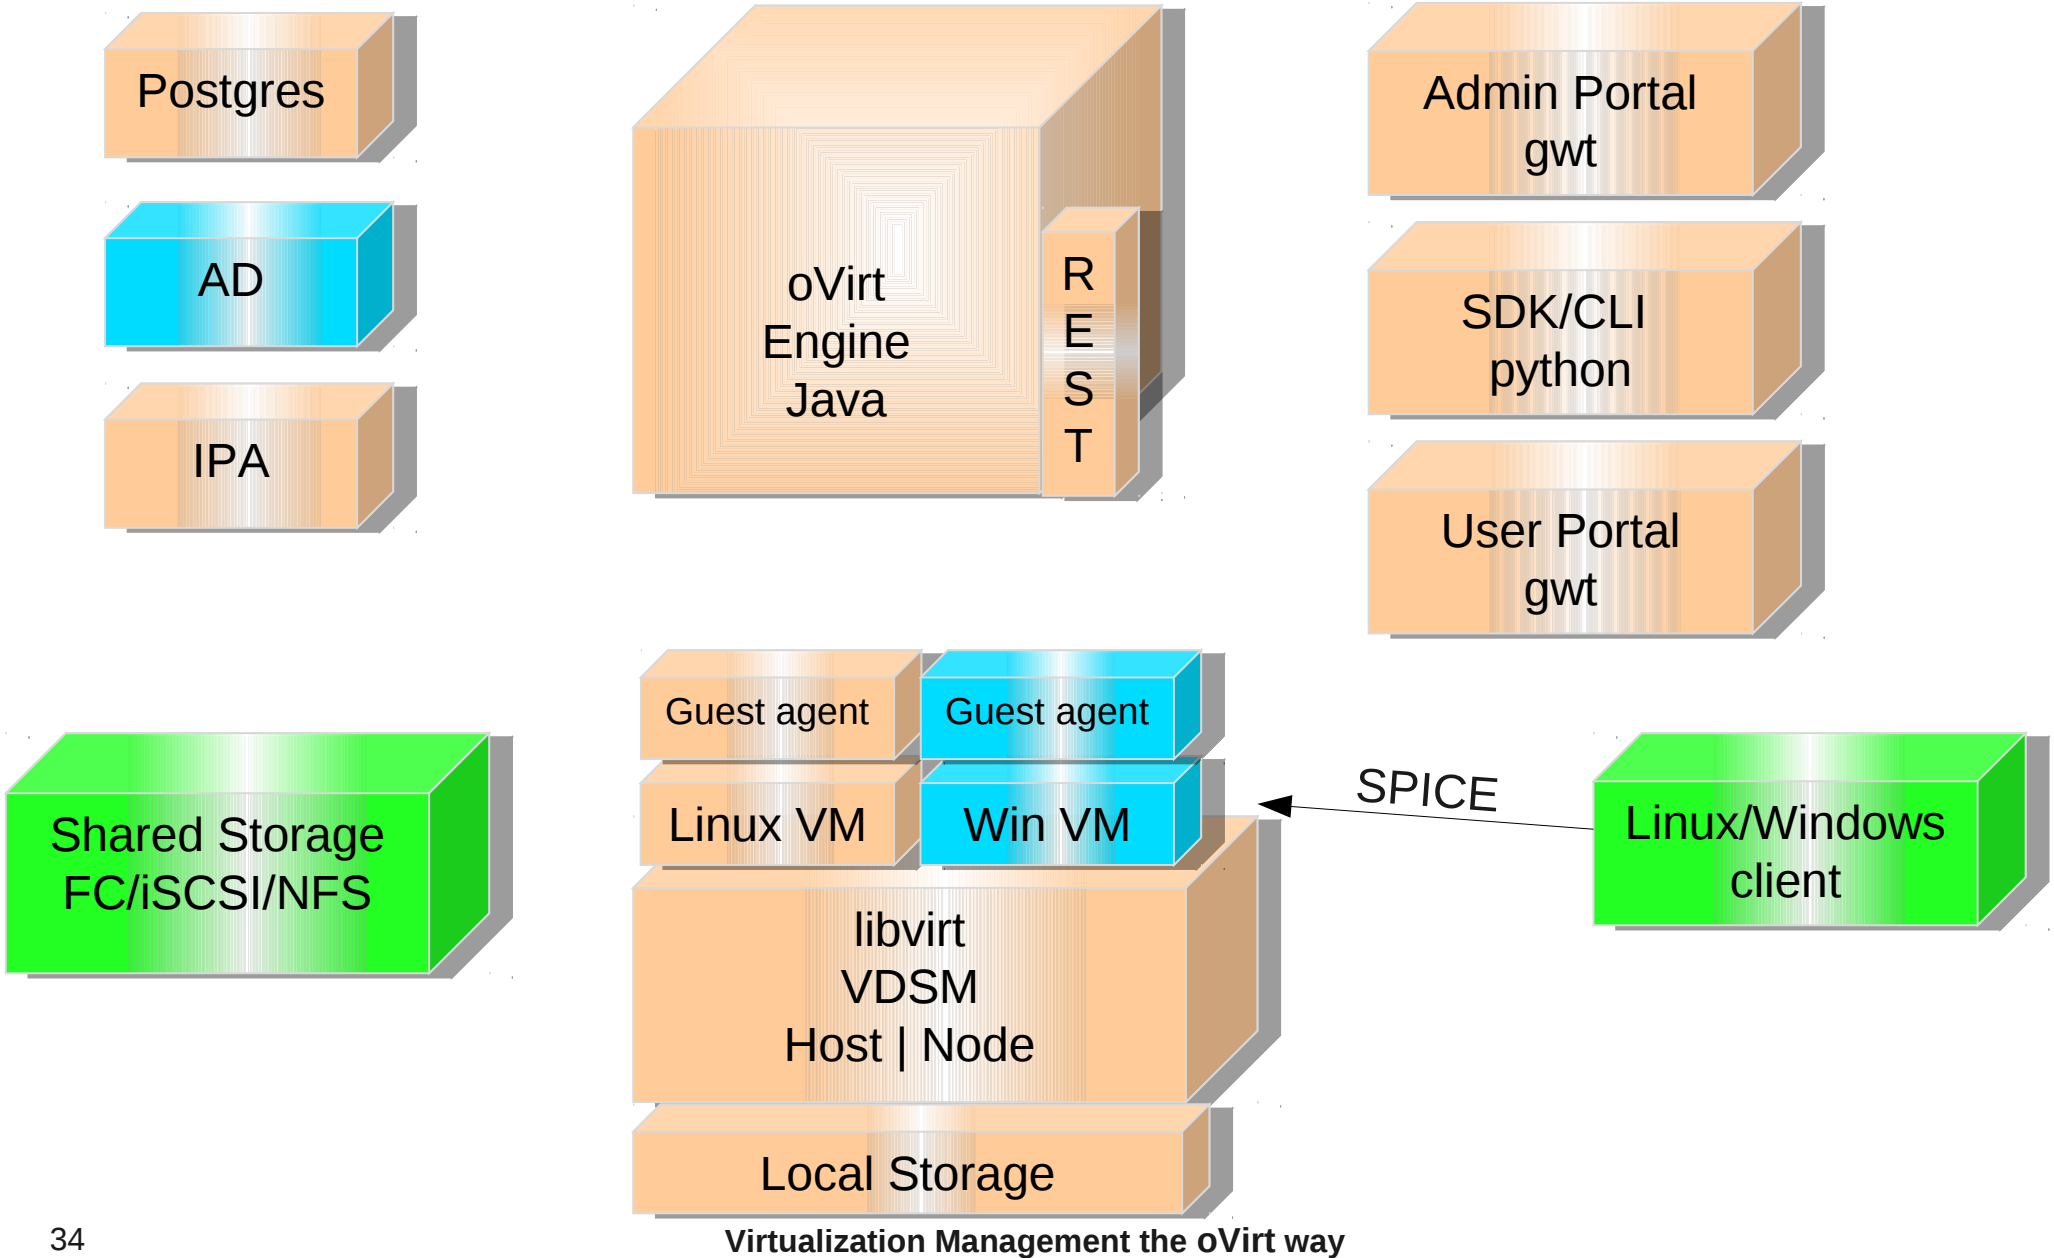 Postgres
AD
IPA
oVirt
Engine
Java
R
E
S
T
Admin Portal
gwt
SDK/CLI
python
User Portal
gwt
Shared Storage
FC/iSCSI/NFS
Guest agent
Guest agent
Linux VM
Win VM
libvirt
VDSM
Host | Node
Local Storage
SPICE
Linux/Windows
client
34
Virtualization Management the oVirt way